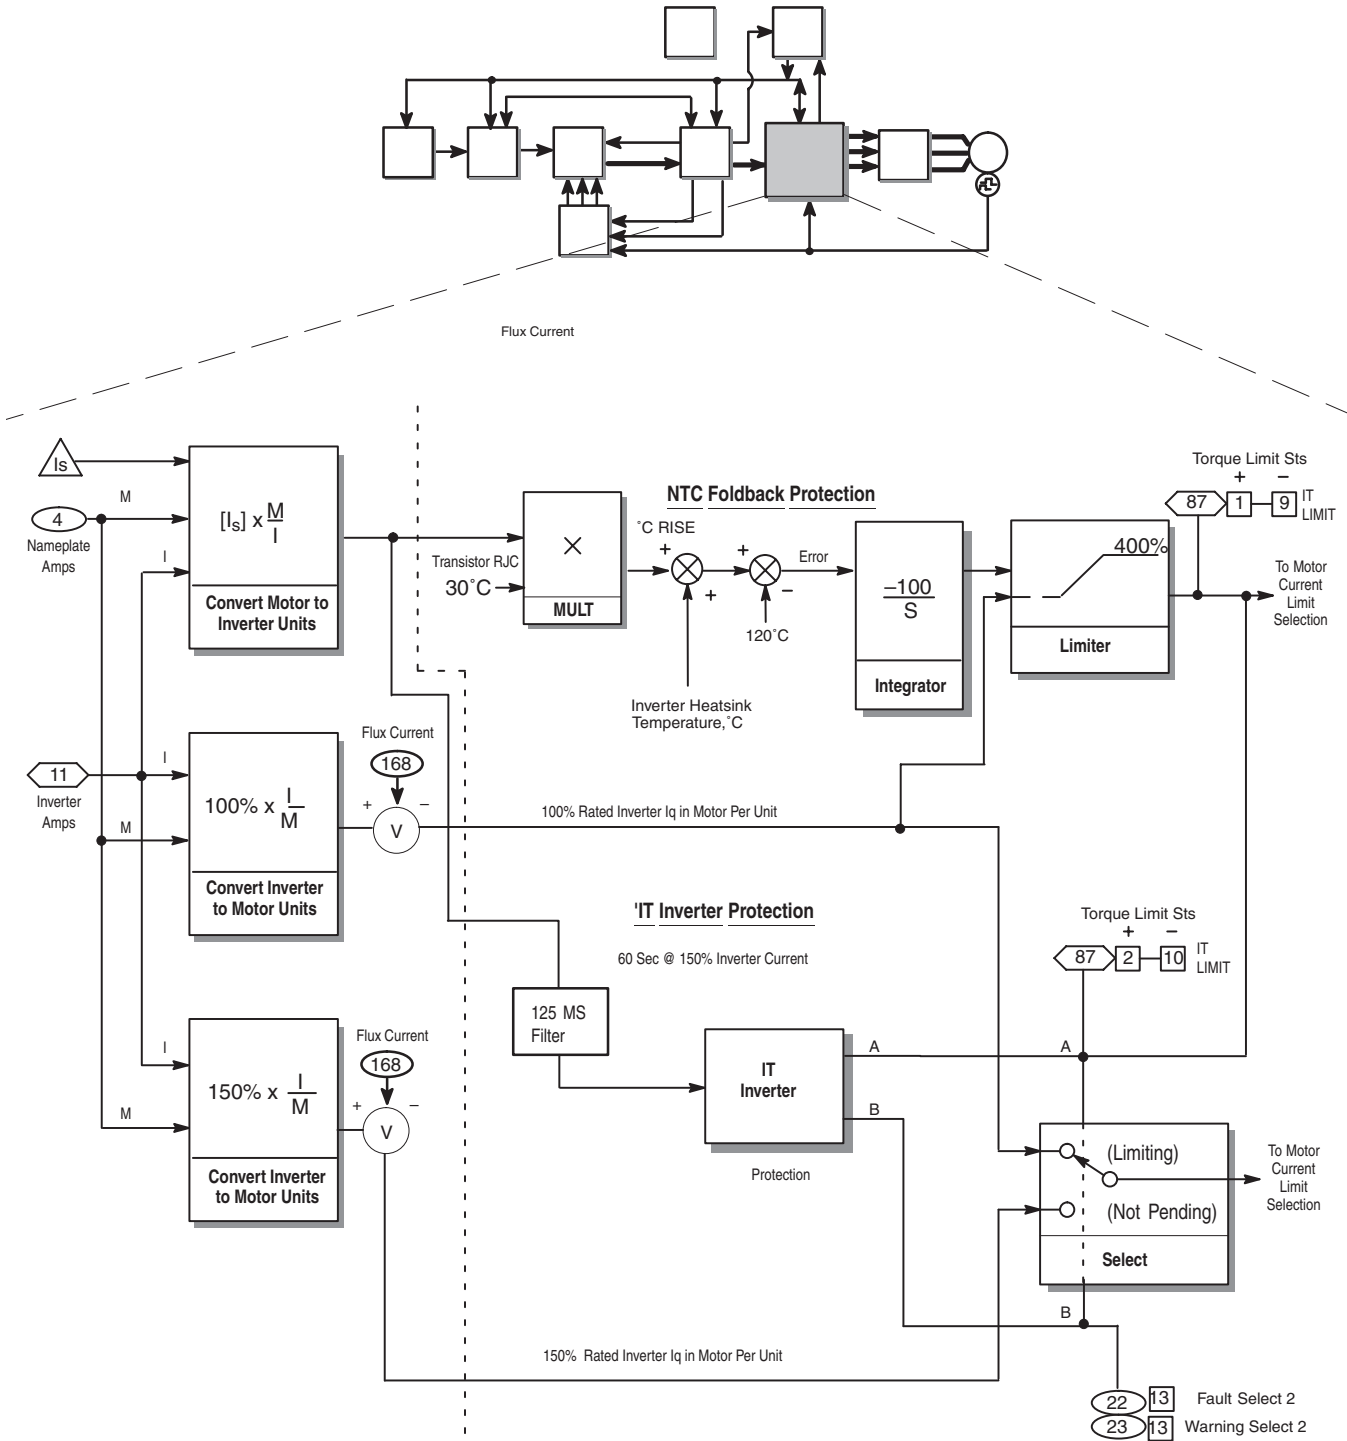 Flux Current
Is
M
4
Nameplate
Amps
I
[Is] x M/I
Convert Motor to
Inverter Units
NTC Foldback Protection
Transistor RJC
30˚C
×
MULT
˚C RISE
+
+
Inverter Heatsink
Temperature,˚C
+
−
120˚C
Error
−100
S
Integrator
400%
Limiter
Torque Limit Sts
+ −
87 1 9 IT
LIMIT
To Motor
Current
Limit
Selection
11
Inverter
Amps
I
M
100% x I/M
Convert Inverter
to Motor Units
Flux Current
168
+ −
V
100% Rated Inverter Iq in Motor Per Unit
'IT Inverter Protection
60 Sec @ 150% Inverter Current
125 MS
Filter
IT
Inverter
Protection
A
B
A
Torque Limit Sts
+ −
87 2 10 IT
LIMIT
I
M
150% x I/M
Convert Inverter
to Motor Units
Flux Current
168
+ −
V
(Limiting)
(Not Pending)
Select
To Motor
Current
Limit
Selection
B
150% Rated Inverter Iq in Motor Per Unit
22 13 Fault Select 2
23 13 Warning Select 2